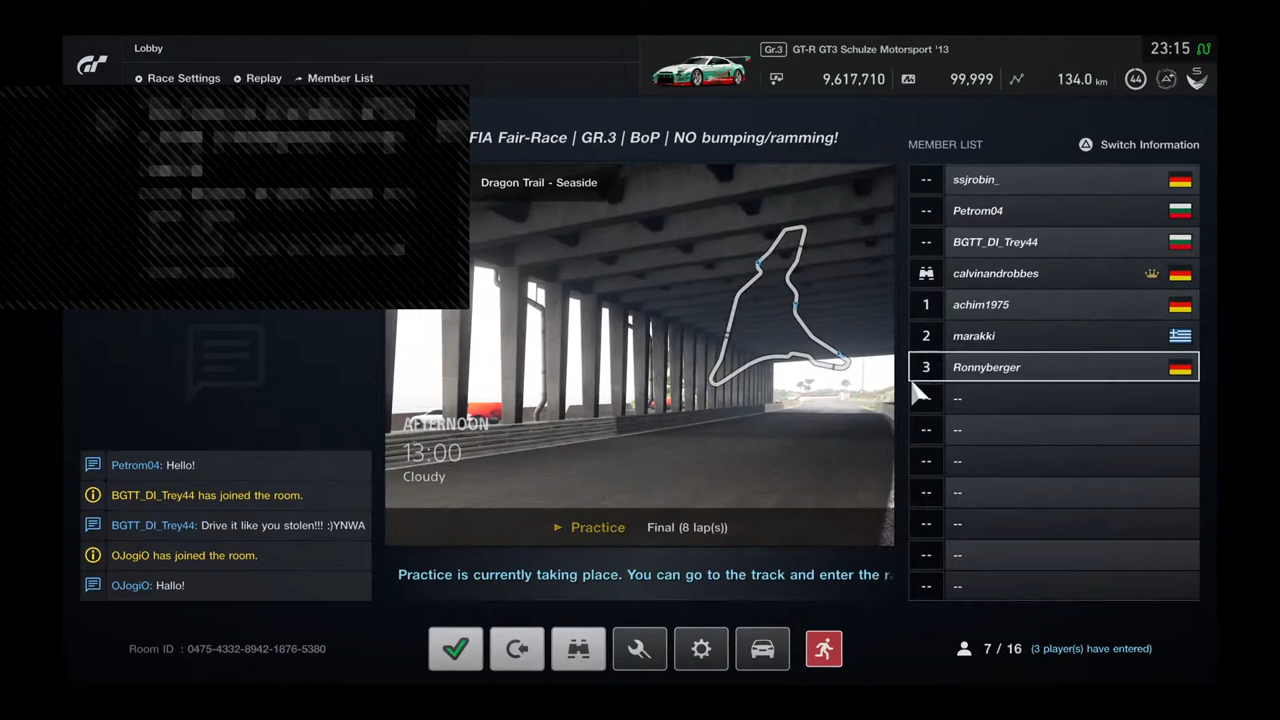 Lobby
Race Settings Replay Member List
Gr.3 GT-R GT3 Schulze Motorsport '13
23:15
9,617,710 99,999 134.0 km 44 S
FIA Fair-Race | GR.3 | BoP | NO bumping/ramming!
MEMBER LIST
Switch Information
Dragon Trail - Seaside
-- ssjrobin_
-- Petrom04
-- BGTT_DI_Trey44
calvinandrobbes
1 achim1975
2 marakki
3 Ronnyberger
-- --
-- --
-- --
-- --
-- --
-- --
-- --
AFTERNOON
13:00
Cloudy
Practice Final (8 lap(s))
Petrom04: Hello!
BGTT_DI_Trey44 has joined the room.
BGTT_DI_Trey44: Drive it like you stolen!!! :)YNWA
OJogiO has joined the room.
OJogiO: Hallo!
Practice is currently taking place. You can go to the track and enter the r
Room ID : 0475-4332-8942-1876-5380
7 / 16 (3 player(s) have entered)